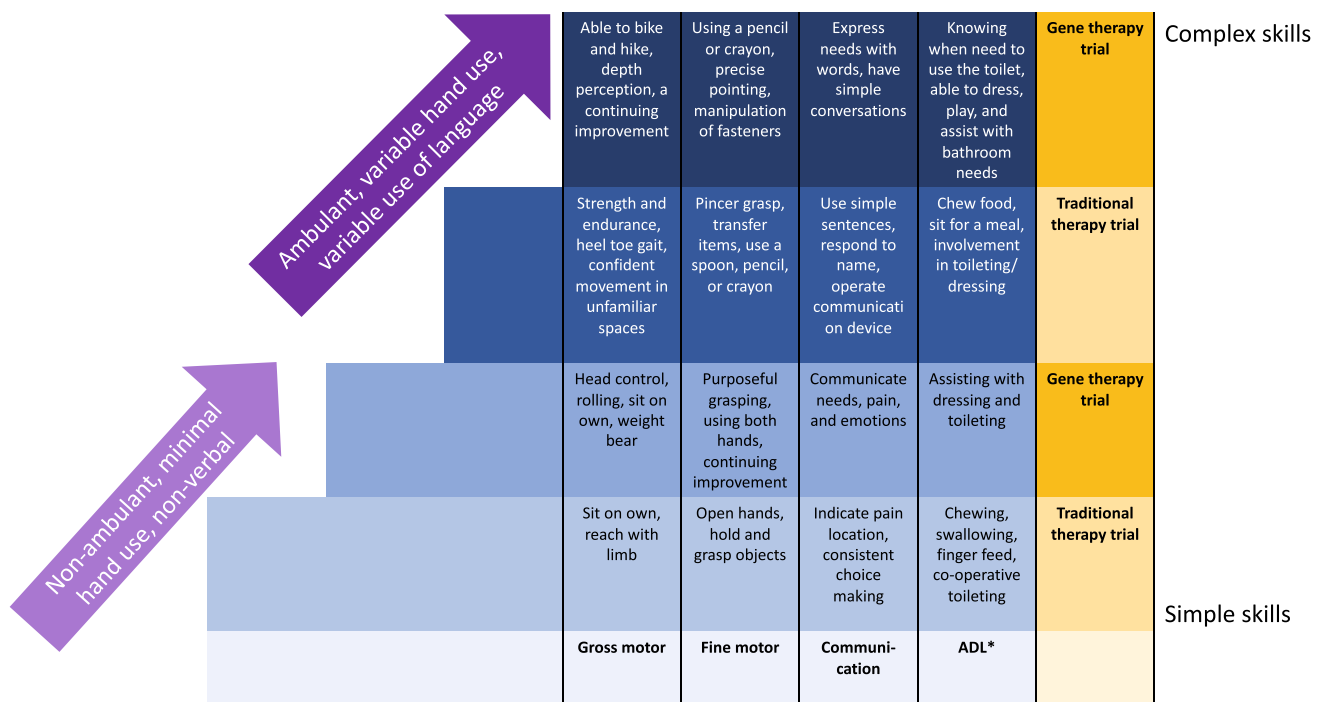 Ambulant, variable hand use,
variable use of language
Non-ambulant, minimal
hand use, non-verbal
Able to bike
and hike,
depth
perception, a
continuing
improvement
Using a pencil
or crayon,
precise
pointing,
manipulation
of fasteners
Express
needs with
words, have
simple
conversations
Knowing
when need to
use the toilet,
able to dress,
play, and
assist with
bathroom
needs
Gene therapy
trial
Complex skills
Strength and
endurance,
heel toe gait,
confident
movement in
unfamiliar
spaces
Pincer grasp,
transfer
items, use a
spoon, pencil,
or crayon
Use simple
sentences,
respond to
name,
operate
communicati
on device
Chew food,
sit for a meal,
involvement
in toileting/
dressing
Traditional
therapy trial
Head control,
rolling, sit on
own, weight
bear
Purposeful
grasping,
using both
hands,
continuing
improvement
Communicate
needs, pain,
and emotions
Assisting with
dressing and
toileting
Gene therapy
trial
Sit on own,
reach with
limb
Open hands,
hold and
grasp objects
Indicate pain
location,
consistent
choice
making
Chewing,
swallowing,
finger feed,
co-operative
toileting
Traditional
therapy trial
Simple skills
Gross motor
Fine motor
Communi-
cation
ADL*